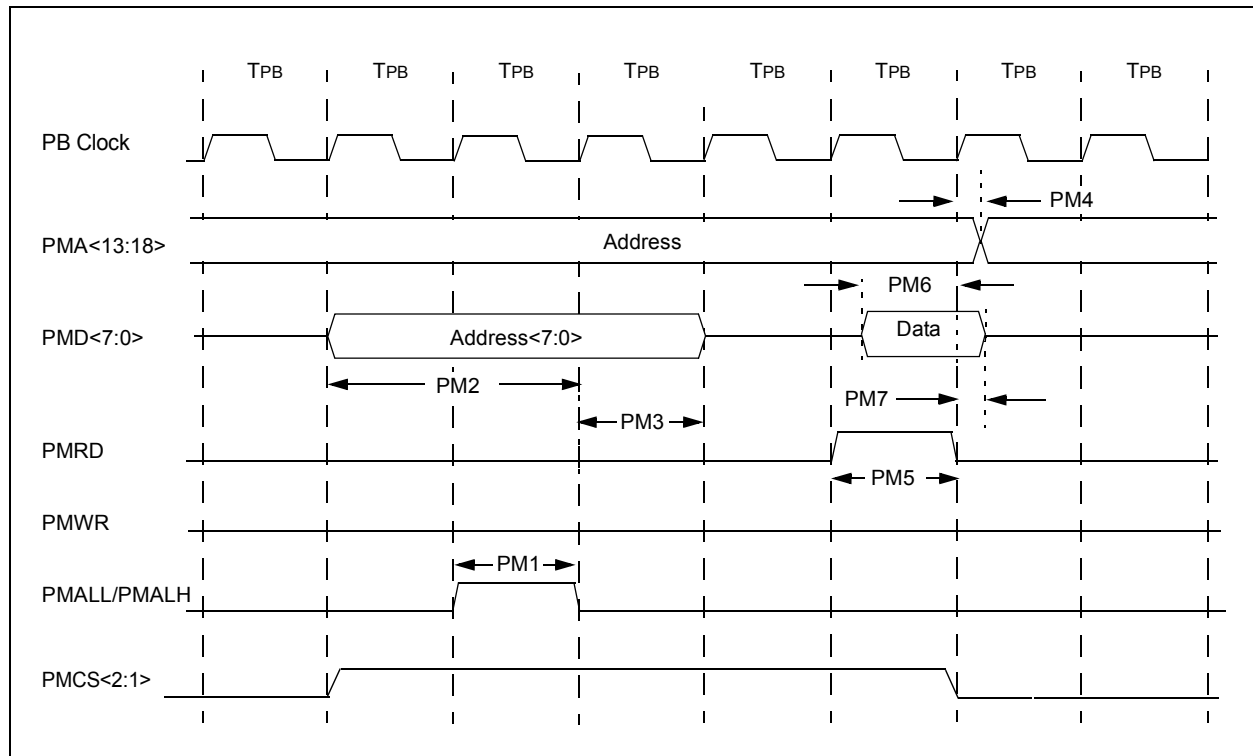 TPB TPB TPB TPB TPB TPB TPB TPB
PB Clock
PM4
PMA<13:18>
Address
PM6
PMD<7:0>
Address<7:0>
Data
PM2
PM7
PM3
PMRD
PM5
PMWR
PM1
PMALL/PMALH
PMCS<2:1>